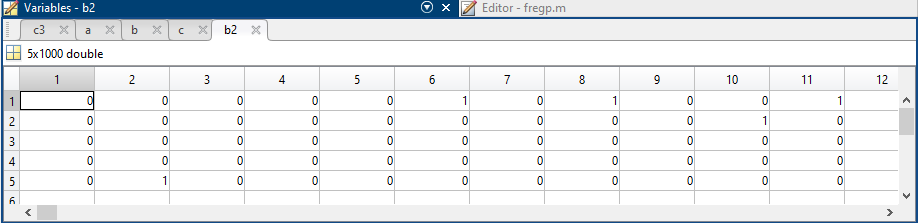 Variables - b2 Editor - fregp.m
c3 a b c b2
5x1000 double
1 2 3 4 5 6 7 8 9 10 11 12
1 0 0 0 0 0 1 0 1 0 0 1
2 0 0 0 0 0 0 0 0 0 1 0
3 0 0 0 0 0 0 0 0 0 0 0
4 0 0 0 0 0 0 0 0 0 0 0
5 0 1 0 0 0 0 0 0 0 0 0
6